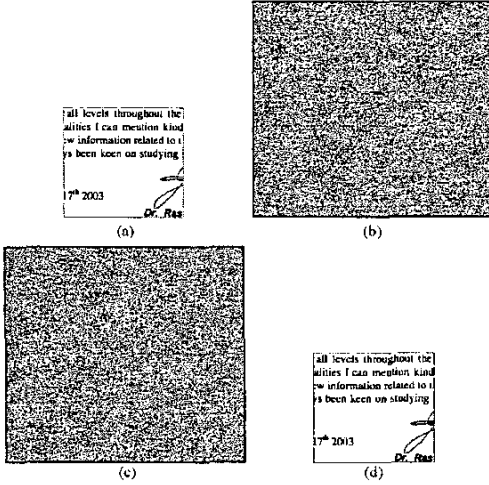 all levels throughout the
alities I can mention kind
w information related to
ys been keen on studying
17th 2003
Dr. Ras
(a)
(b)
all levels throughout the
alities I can mention kind
w information related to
ys been keen on studying
17th 2003
Dr. Ras
(c)
(d)